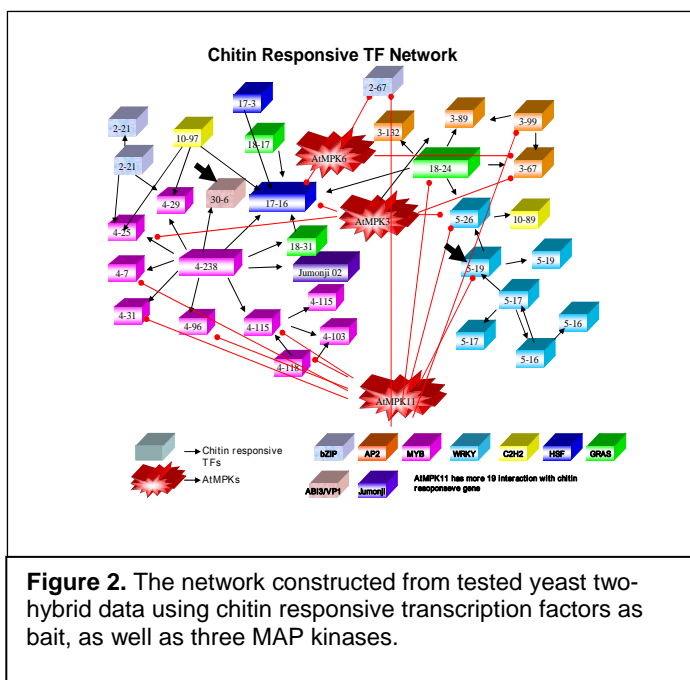 Chitin Responsive TF Network
2-67
17-3
3-89
3-99
2-21
10-97
3-132
18-17
AtMPK6
2-21
18-24
3-67
4-29
30-6
17-16
AtMPK3
5-26
10-89
4-25
18-31
4-238
5-19
5-19
4-7
Jumonji 02
4-115
5-17
4-31
4-96
4-115
4-103
5-17
5-16
5-16
4-118
AtMPK11
Chitin responsive
TFs
AtMPKs
bZIP AP2 MYB WRKY C2H2 HSF GRAS
ABI3/VP1 Jumonji
AtMPK11 has more 19 interaction with chitin
resoponseve gene
Figure 2. The network constructed from tested yeast two-
hybrid data using chitin responsive transcription factors as
bait, as well as three MAP kinases.